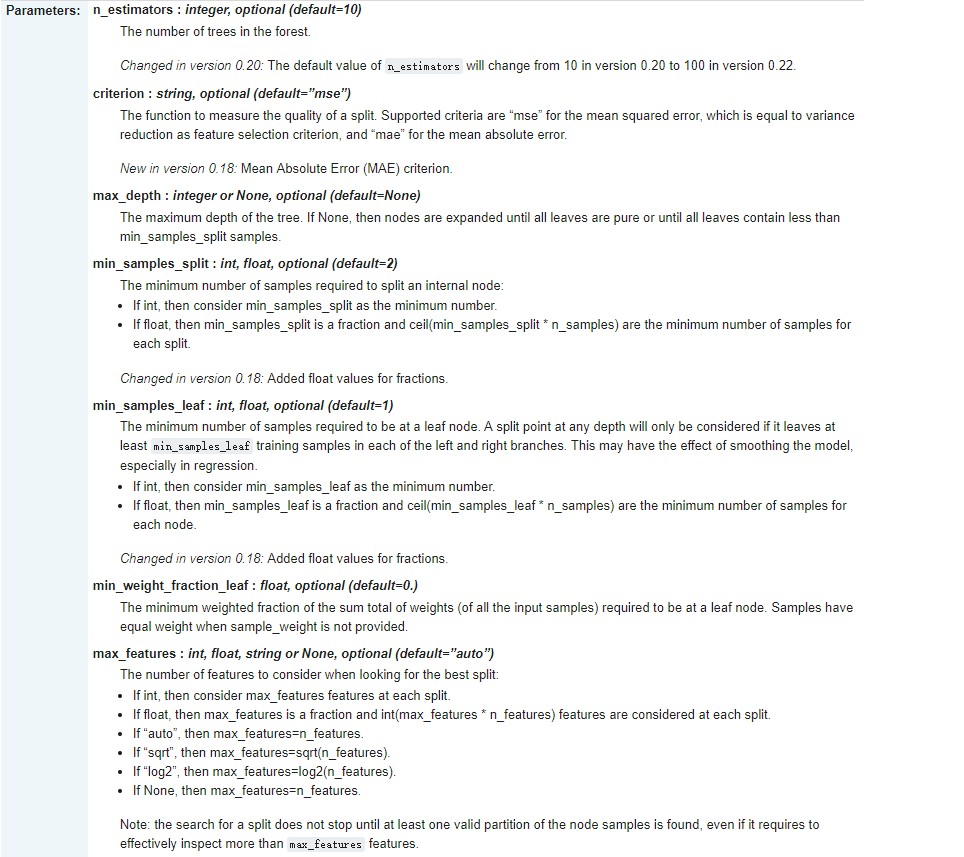 Parameters: n_estimators : integer, optional (default=10)
The number of trees in the forest.
Changed in version 0.20: The default value of n_estimators will change from 10 in version 0.20 to 100 in version 0.22.
criterion : string, optional (default=”mse”)
The function to measure the quality of a split. Supported criteria are “mse” for the mean squared error, which is equal to variance
reduction as feature selection criterion, and “mae” for the mean absolute error.
New in version 0.18: Mean Absolute Error (MAE) criterion.
max_depth : integer or None, optional (default=None)
The maximum depth of the tree. If None, then nodes are expanded until all leaves are pure or until all leaves contain less than
min_samples_split samples.
min_samples_split : int, float, optional (default=2)
The minimum number of samples required to split an internal node:
• If int, then consider min_samples_split as the minimum number.
• If float, then min_samples_split is a fraction and ceil(min_samples_split * n_samples) are the minimum number of samples for
each split.
Changed in version 0.18: Added float values for fractions.
min_samples_leaf : int, float, optional (default=1)
The minimum number of samples required to be at a leaf node. A split point at any depth will only be considered if it leaves at
least min_samples_leaf training samples in each of the left and right branches. This may have the effect of smoothing the model,
especially in regression.
• If int, then consider min_samples_leaf as the minimum number.
• If float, then min_samples_leaf is a fraction and ceil(min_samples_leaf * n_samples) are the minimum number of samples for
each node.
Changed in version 0.18: Added float values for fractions.
min_weight_fraction_leaf : float, optional (default=0.)
The minimum weighted fraction of the sum total of weights (of all the input samples) required to be at a leaf node. Samples have
equal weight when sample_weight is not provided.
max_features : int, float, string or None, optional (default=”auto”)
The number of features to consider when looking for the best split:
• If int, then consider max_features features at each split.
• If float, then max_features is a fraction and int(max_features * n_features) features are considered at each split.
• If “auto”, then max_features=n_features.
• If “sqrt”, then max_features=sqrt(n_features).
• If “log2”, then max_features=log2(n_features).
• If None, then max_features=n_features.
Note: the search for a split does not stop until at least one valid partition of the node samples is found, even if it requires to
effectively inspect more than max_features features.